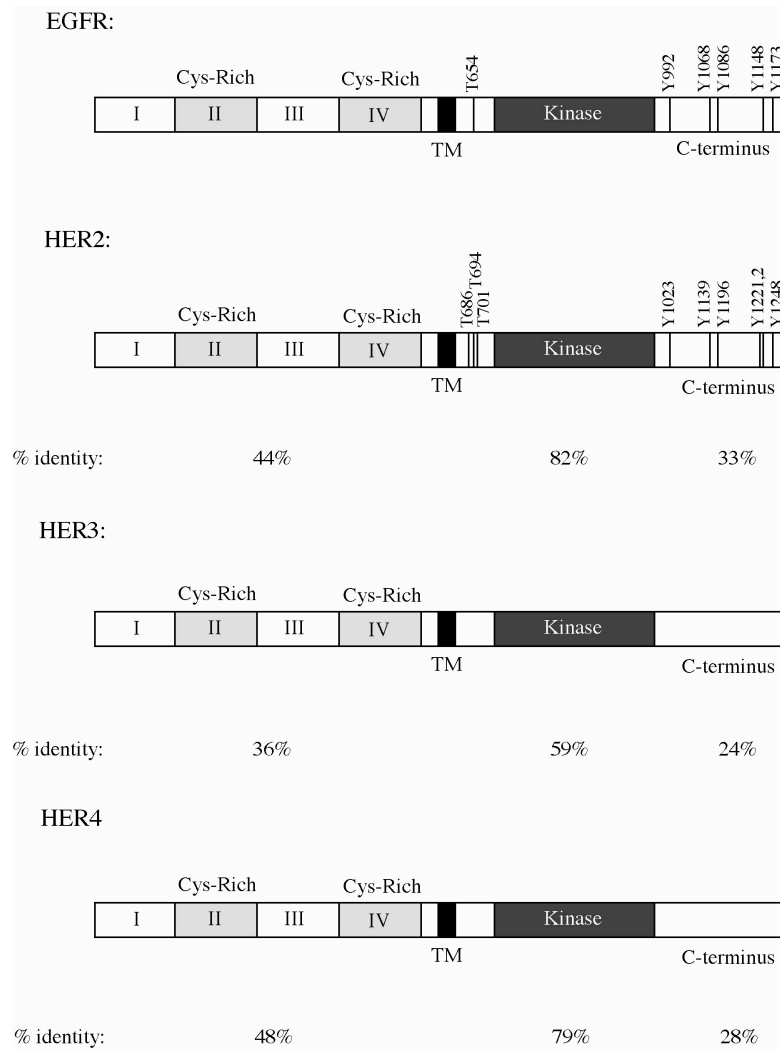 EGFR:
Cys-Rich Cys-Rich T654 Y992 Y1068 Y1086 Y1148 Y1173
I II III IV Kinase
TM C-terminus
HER2:
Cys-Rich Cys-Rich T686 T694 T701 Y1023 Y1139 Y1196 Y1221,2 Y1248
I II III IV Kinase
TM C-terminus
% identity: 44% 82% 33%
HER3:
Cys-Rich Cys-Rich
I II III IV Kinase
TM C-terminus
% identity: 36% 59% 24%
HER4
Cys-Rich Cys-Rich
I II III IV Kinase
TM C-terminus
% identity: 48% 79% 28%